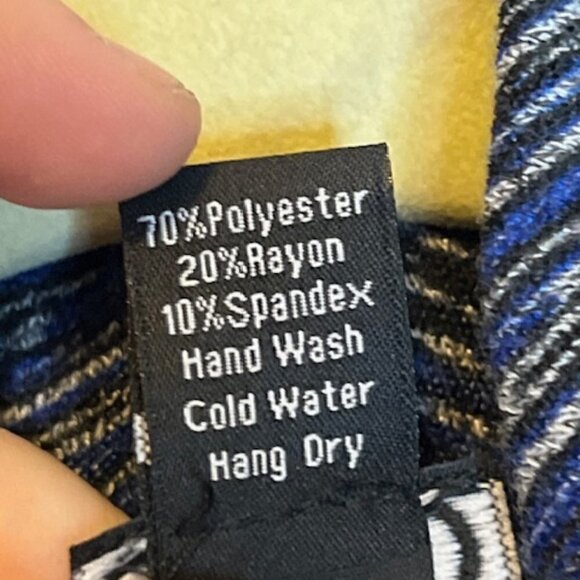 70%Polyester
20%Rayon
10%Spandex
Hand Wash
Cold Water
Hang Dry